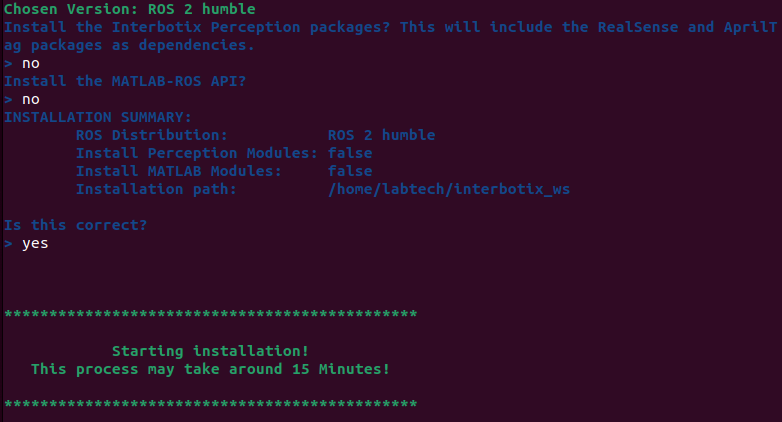 Chosen Version: ROS 2 humble
Install the Interbotix Perception packages? This will include the RealSense and AprilT
ag packages as dependencies.
> no
Install the MATLAB-ROS API?
> no
INSTALLATION SUMMARY:
        ROS Distribution:           ROS 2 humble
        Install Perception Modules: false
        Install MATLAB Modules:     false
        Installation path:          /home/labtech/interbotix_ws
Is this correct?
> yes
**********************************************
            Starting installation!
   This process may take around 15 Minutes!
**********************************************